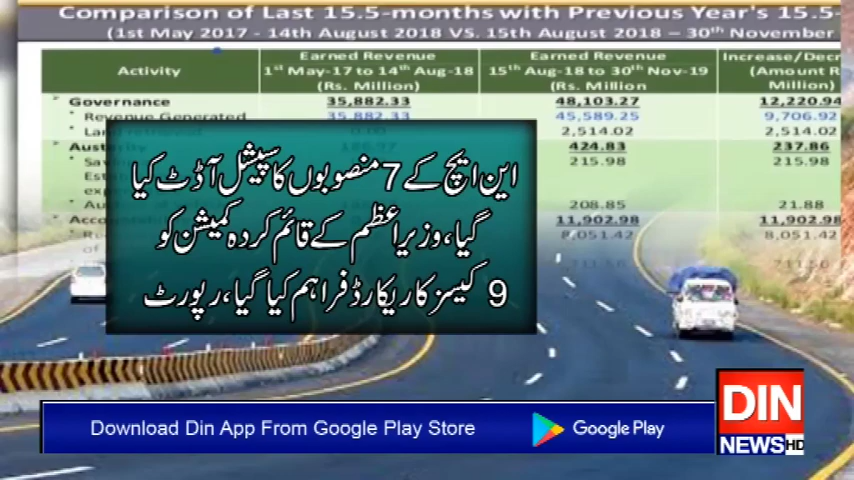 Comparison of Last 15.5-months with Previous Year's 15.5-
(1st May 2017 - 14th August 2018 VS. 15th August 2018 – 30th November
Activity
Earned Revenue
1st May-17 to 14th Aug-18
(Rs. Million)
Earned Revenue
15th Aug-18 to 30th Nov-19
(Rs. Million)
Increase/Decr
(Amount R
Million)
Governance 35,882.33 48,103.27 12,220.94
Revenue Generated 35,882.33 45,589.25 9,706.92
2,514.02 2,514.02
424.83 237.86
215.98 215.98
208.85 21.88
11,902.98 11,902.98
8,051.42 8,051.42
این ایچ کے 7 منصوبوں کا سپیشل آڈٹ کیا
گیا، وزیراعظم کے قائم کردہ کمیشن کو
9 کیسز کا ریکارڈ فراہم کیا گیا، رپورٹ
Download Din App From Google Play Store
Google Play
DIN
NEWS HD